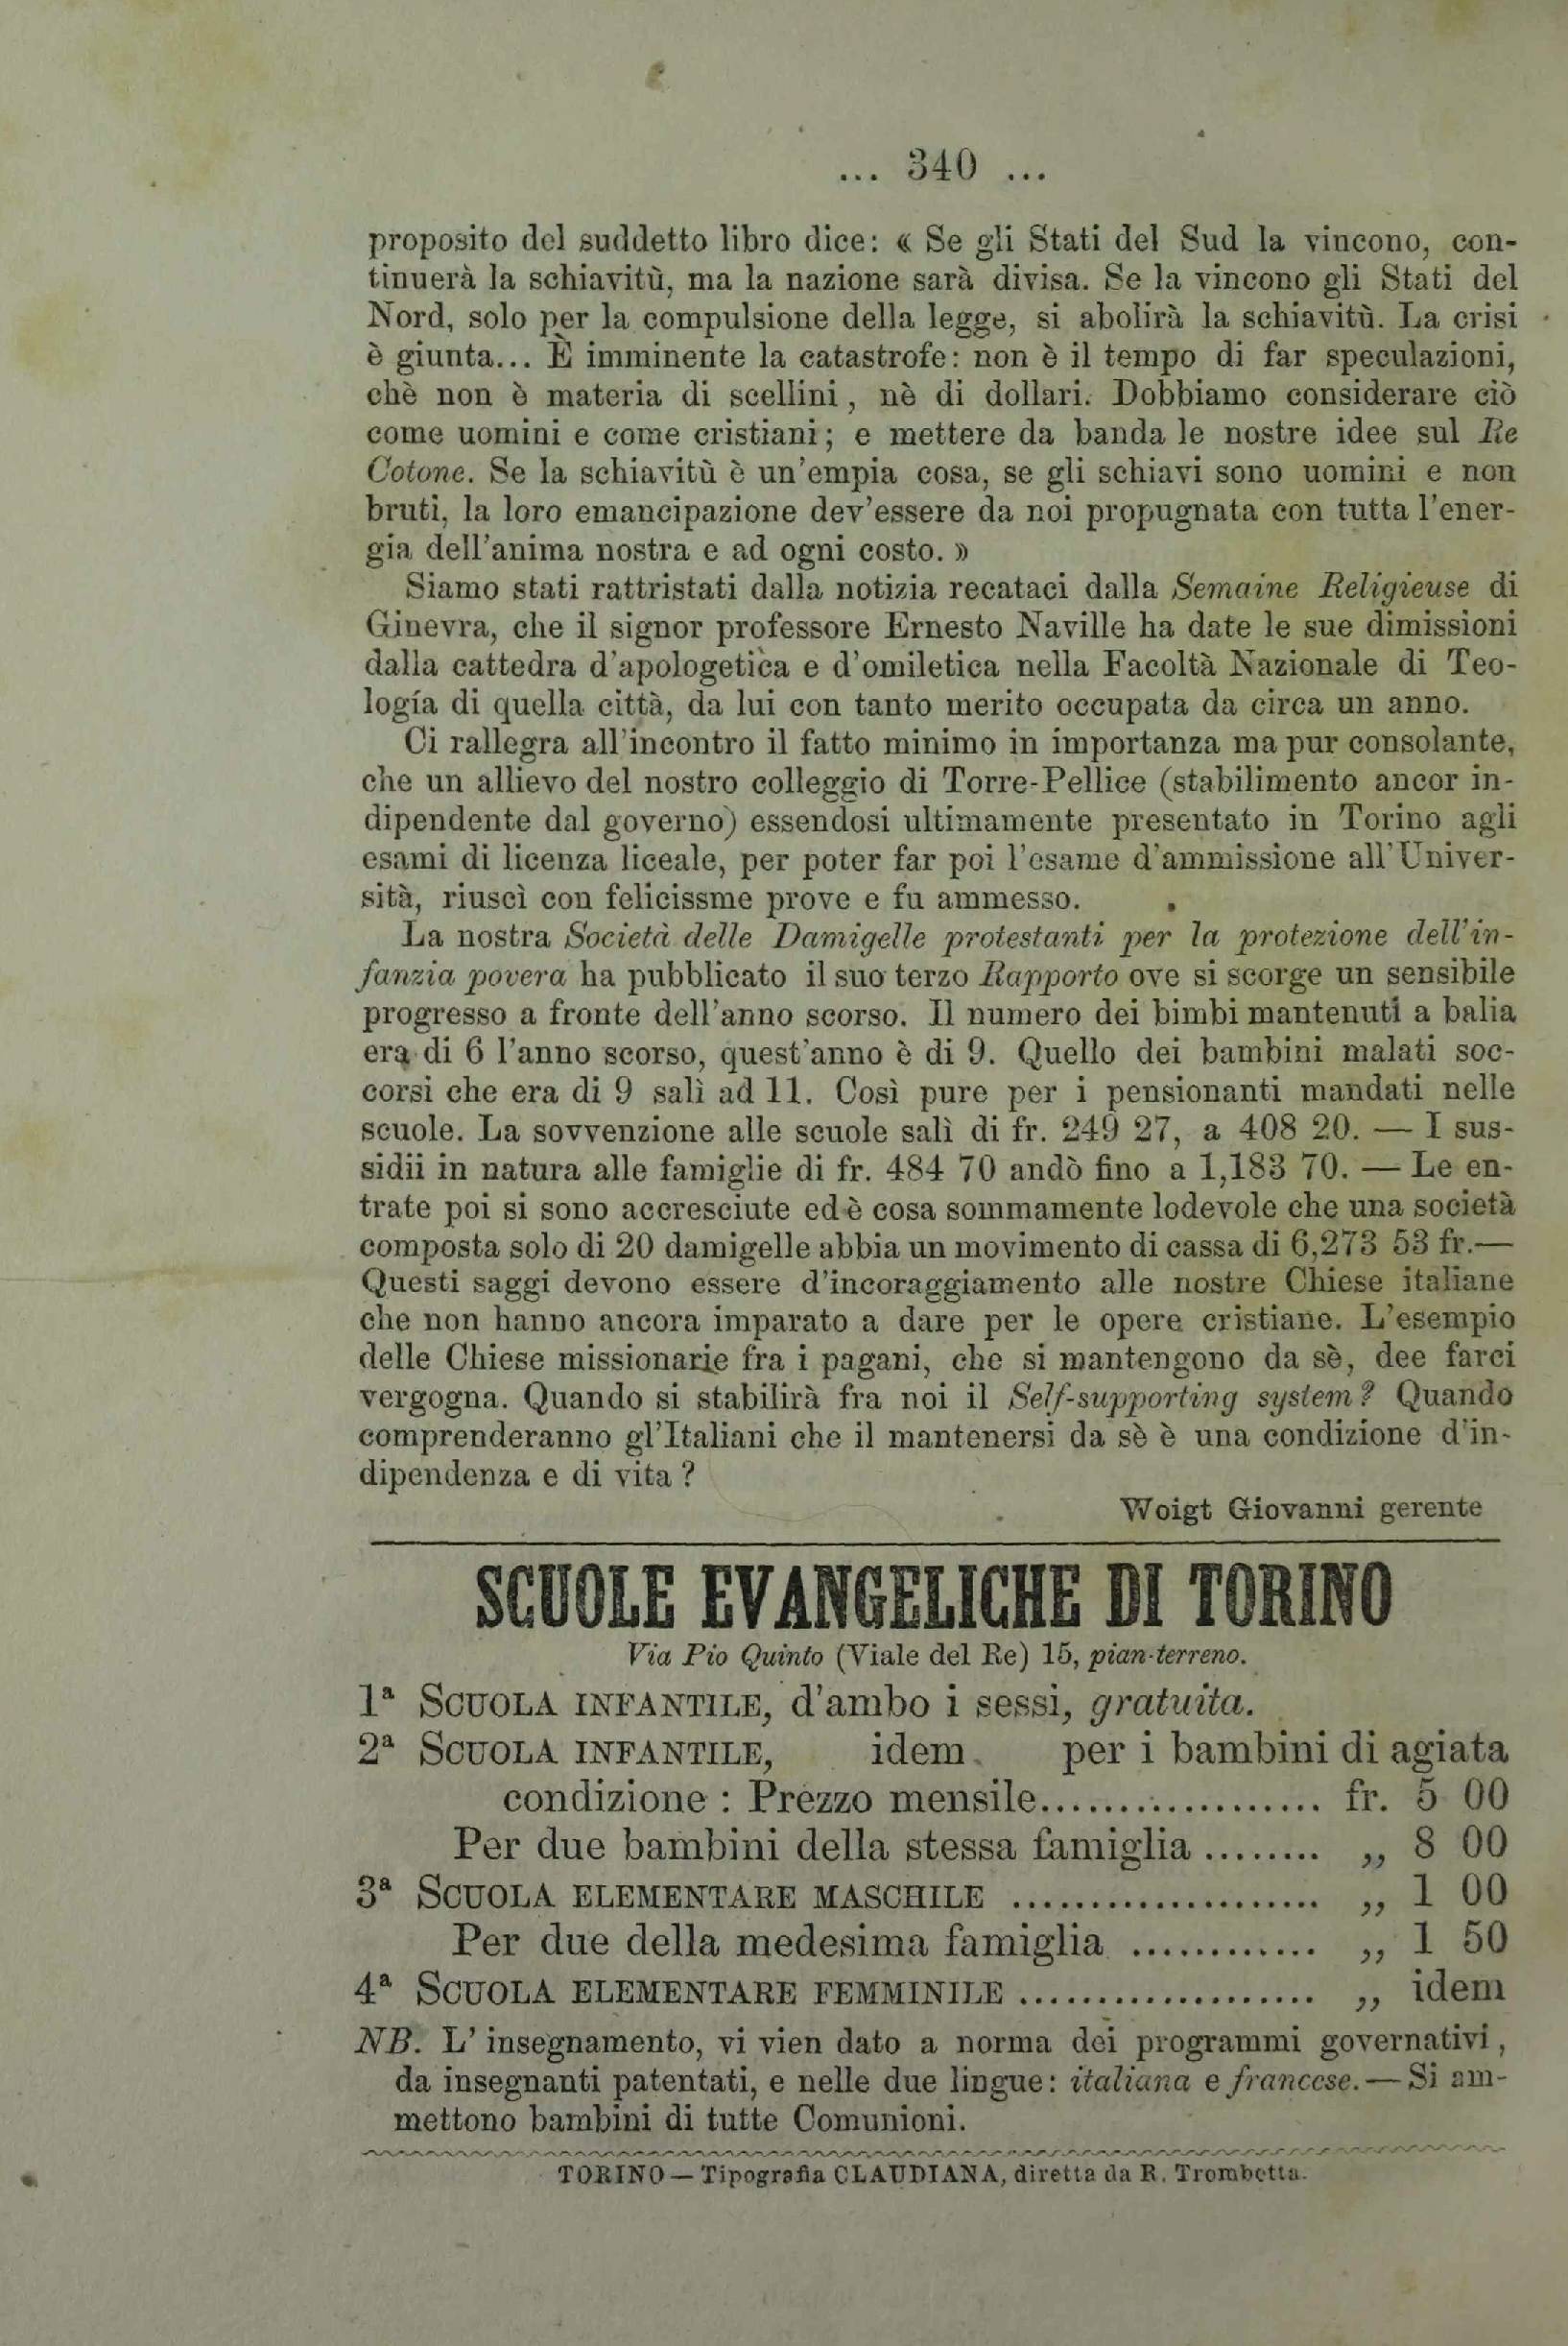 ... 340 ...
proposito del suddetto libro dice: « Se gli Stati del Sud la vincono, con-
tinuerà la schiavitù, ma la nazione sarà divisa. Se la vincono gli Stati del
Nord, solo per la compulsione della legge, si abolirà la schiavitù. La crisi
è giunta... È imminente la catastrofe: non è il tempo di far speculazioni,
chè non è materia di scellini, nè di dollari. Dobbiamo considerare ciò
come uomini e come cristiani; e mettere da banda le nostre idee sul Re
Cotone. Se la schiavitù è un'empia cosa, se gli schiavi sono uomini e non
bruti, la loro emancipazione dev'essere da noi propugnata con tutta l'ener-
gia dell'anima nostra e ad ogni costo. »
Siamo stati rattristati dalla notizia recataci dalla Semaine Religieuse di
Ginevra, che il signor professore Ernesto Naville ha date le sue dimissioni
dalla cattedra d'apologetica e d'omiletica nella Facoltà Nazionale di Teo-
logía di quella città, da lui con tanto merito occupata da circa un anno.
Ci rallegra all'incontro il fatto minimo in importanza ma pur consolante,
che un allievo del nostro colleggio di Torre-Pellice (stabilimento ancor in-
dipendente dal governo) essendosi ultimamente presentato in Torino agli
esami di licenza liceale, per poter far poi l'esame d'ammissione all'Univer-
sità, riuscì con felicissme prove e fu ammesso.
La nostra Società delle Damigelle protestanti per la protezione dell'in-
fanzia povera ha pubblicato il suo terzo Rapporto ove si scorge un sensibile
progresso a fronte dell'anno scorso. Il numero dei bimbi mantenuti a balia
era di 6 l'anno scorso, quest'anno è di 9. Quello dei bambini malati soc-
corsi che era di 9 salì ad 11. Così pure per i pensionanti mandati nelle
scuole. La sovvenzione alle scuole salì di fr. 249 27, a 408 20. — I sus-
sidii in natura alle famiglie di fr. 484 70 andò fino a 1,183 70. — Le en-
trate poi si sono accresciute ed è cosa sommamente lodevole che una società
composta solo di 20 damigelle abbia un movimento di cassa di 6,273 53 fr.—
Questi saggi devono essere d'incoraggiamento alle nostre Chiese italiane
che non hanno ancora imparato a dare per le opere cristiane. L'esempio
delle Chiese missionarie fra i pagani, che si mantengono da sè, dee farci
vergogna. Quando si stabilirà fra noi il Self-supporting system? Quando
comprenderanno gl'Italiani che il mantenersi da sè è una condizione d'in-
dipendenza e di vita?
Woigt Giovanni gerente
SCUOLE EVANGELICHE DI TORINO
Via Pio Quinto (Viale del Re) 15, pian-terreno.
1ª SCUOLA INFANTILE, d'ambo i sessi, gratuita.
2ª SCUOLA INFANTILE, idem per i bambini di agiata
condizione : Prezzo mensile.................. fr. 5 00
Per due bambini della stessa famiglia ........ „ 8 00
3ª SCUOLA ELEMENTARE MASCHILE .................... „ 1 00
Per due della medesima famiglia ............ „ 1 50
4ª SCUOLA ELEMENTARE FEMMINILE ................... „ idem
NB. L' insegnamento, vi vien dato a norma dei programmi governativi,
da insegnanti patentati, e nelle due lingue: italiana e francese.—Si am-
mettono bambini di tutte Comunioni.
TORINO — Tipografia CLAUDIANA, diretta da R. Trombetta.